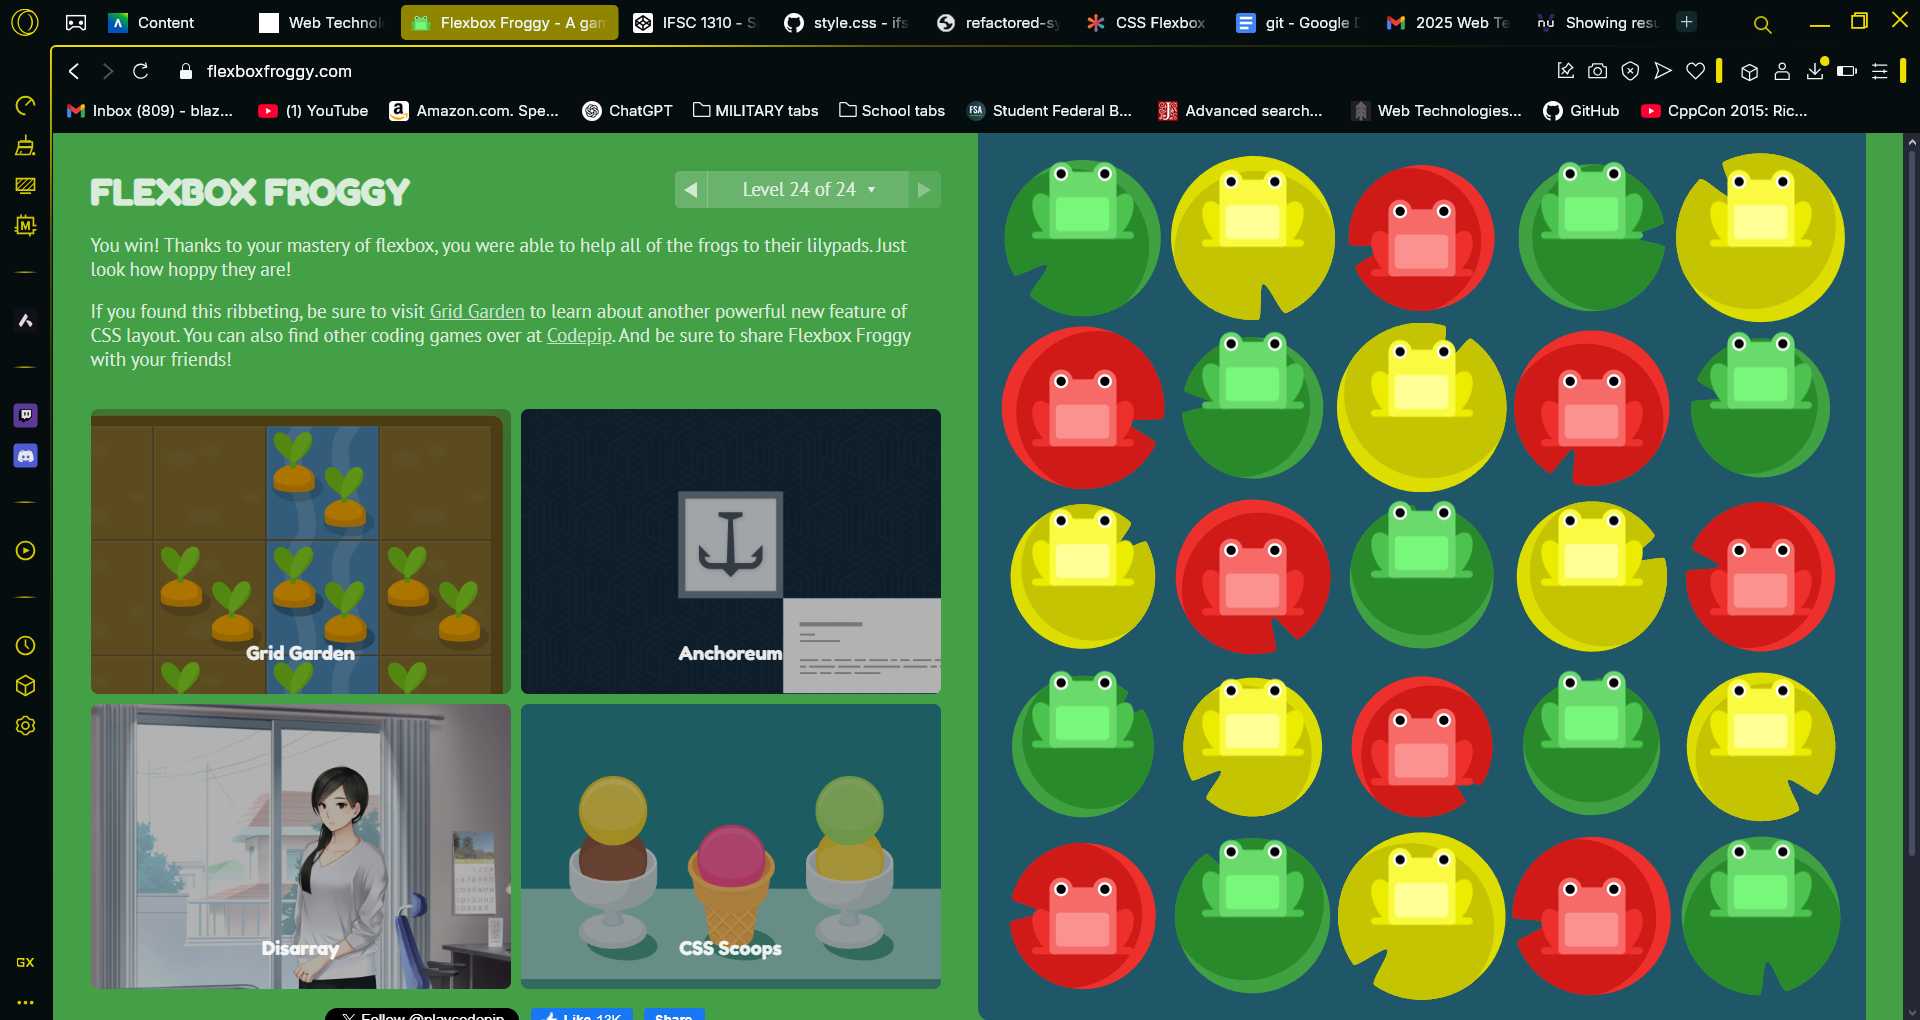 Content
Web Technol
Flexbox Froggy - A gam
IFSC 1310 - S
style.css - ifs
refactored-sy
CSS Flexbox
git - Google D
2025 Web Te
Showing resu
flexboxfroggy.com
Inbox (809) - blaz...
(1) YouTube
Amazon.com. Spe...
ChatGPT
MILITARY tabs
School tabs
FSA
Student Federal B...
Advanced search...
Web Technologies...
GitHub
CppCon 2015: Ric...
FLEXBOX FROGGY
Level 24 of 24
You win! Thanks to your mastery of flexbox, you were able to help all of the frogs to their lilypads. Just
look how hoppy they are!
If you found this ribbeting, be sure to visit Grid Garden to learn about another powerful new feature of
CSS layout. You can also find other coding games over at Codepip. And be sure to share Flexbox Froggy
with your friends!
Grid Garden
Anchoreum
Disarray
CSS Scoops
GX
Follow @playcodepip
Like 13K
Share